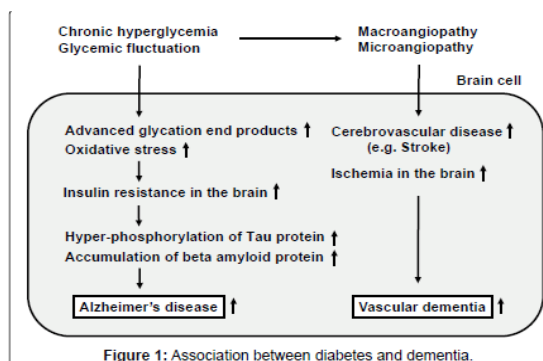 Chronic hyperglycemia
Glycemic fluctuation
Macroangiopathy
Microangiopathy
Brain cell
Advanced glycation end products ↑
Oxidative stress ↑
Insulin resistance in the brain ↑
Hyper-phosphorylation of Tau protein ↑
Accumulation of beta amyloid protein ↑
Alzheimer's disease ↑
Cerebrovascular disease ↑
(e.g. Stroke)
Ischemia in the brain ↑
Vascular dementia ↑
Figure 1: Association between diabetes and dementia.